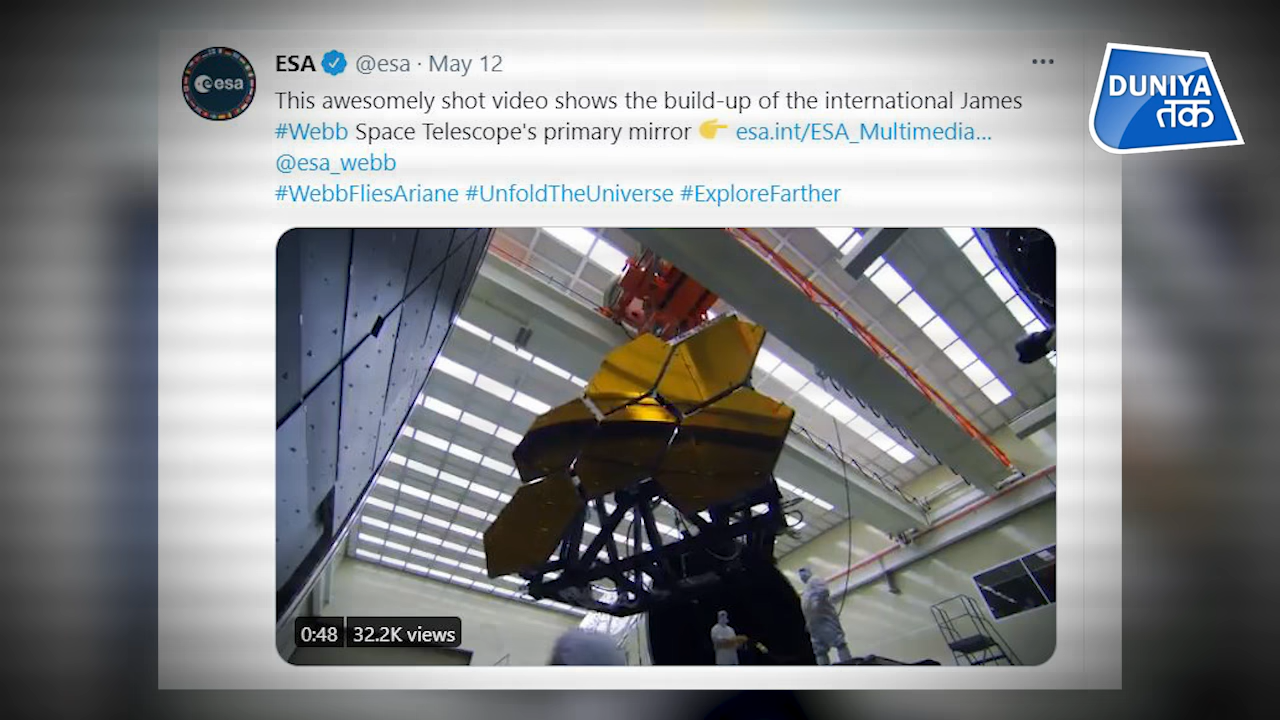 ESA @esa · May 12
This awesomely shot video shows the build-up of the international James
#Webb Space Telescope's primary mirror 👉 esa.int/ESA_Multimedia...
@esa_webb
#WebbFliesAriane #UnfoldTheUniverse #ExploreFarther
esa
DUNIYA
तक
0:48 32.2K views